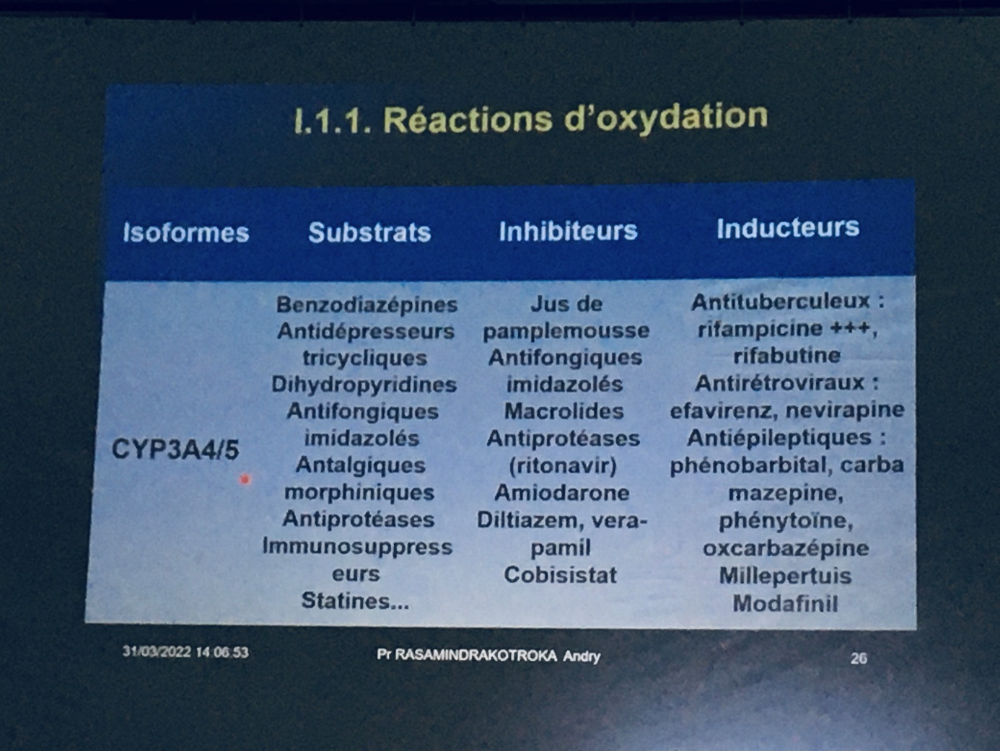 I.1.1. Réactions d'oxydation
Isoformes
Substrats
Inhibiteurs
Inducteurs
CYP3A4/5
Benzodiazépines
Antidépresseurs
tricycliques
Dihydropyridines
Antifongiques
imidazolés
Antalgiques
morphiniques
Antiprotéases
Immunosuppress
eurs
Statines...
Jus de
pamplemousse
Antifongiques
imidazolés
Macrolides
Antiprotéases
(ritonavir)
Amiodarone
Diltiazem, vera-
pamil
Cobisistat
Antituberculeux :
rifampicine +++,
rifabutine
Antirétroviraux :
efavirenz, nevirapine
Antiépileptiques :
phénobarbital, carba
mazepine,
phénytoïne,
oxcarbazépine
Millepertuis
Modafinil
31/03/2022 14:06:53
Pr RASAMINDRAKOTROKA Andry
26